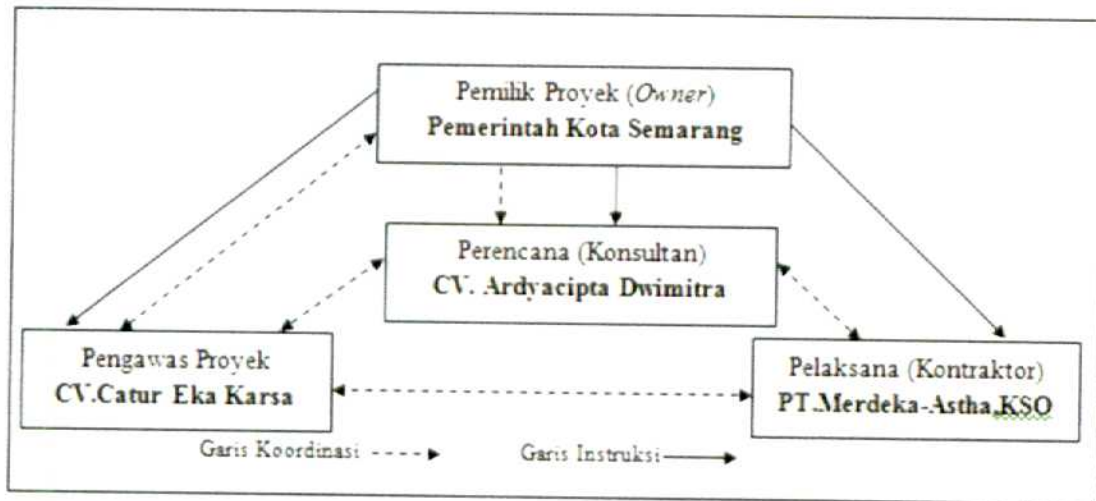 Pemilik Proyek (Owner)
Pemerintah Kota Semarang
Perencana (Konsultan)
CV. Ardyacipta Dwimitra
Pengawas Proyek
CV.Catur Eka Karsa
Pelaksana (Kontraktor)
PT.Merdeka-Astha,KSO
Garis Koordinasi
Garis Instruksi